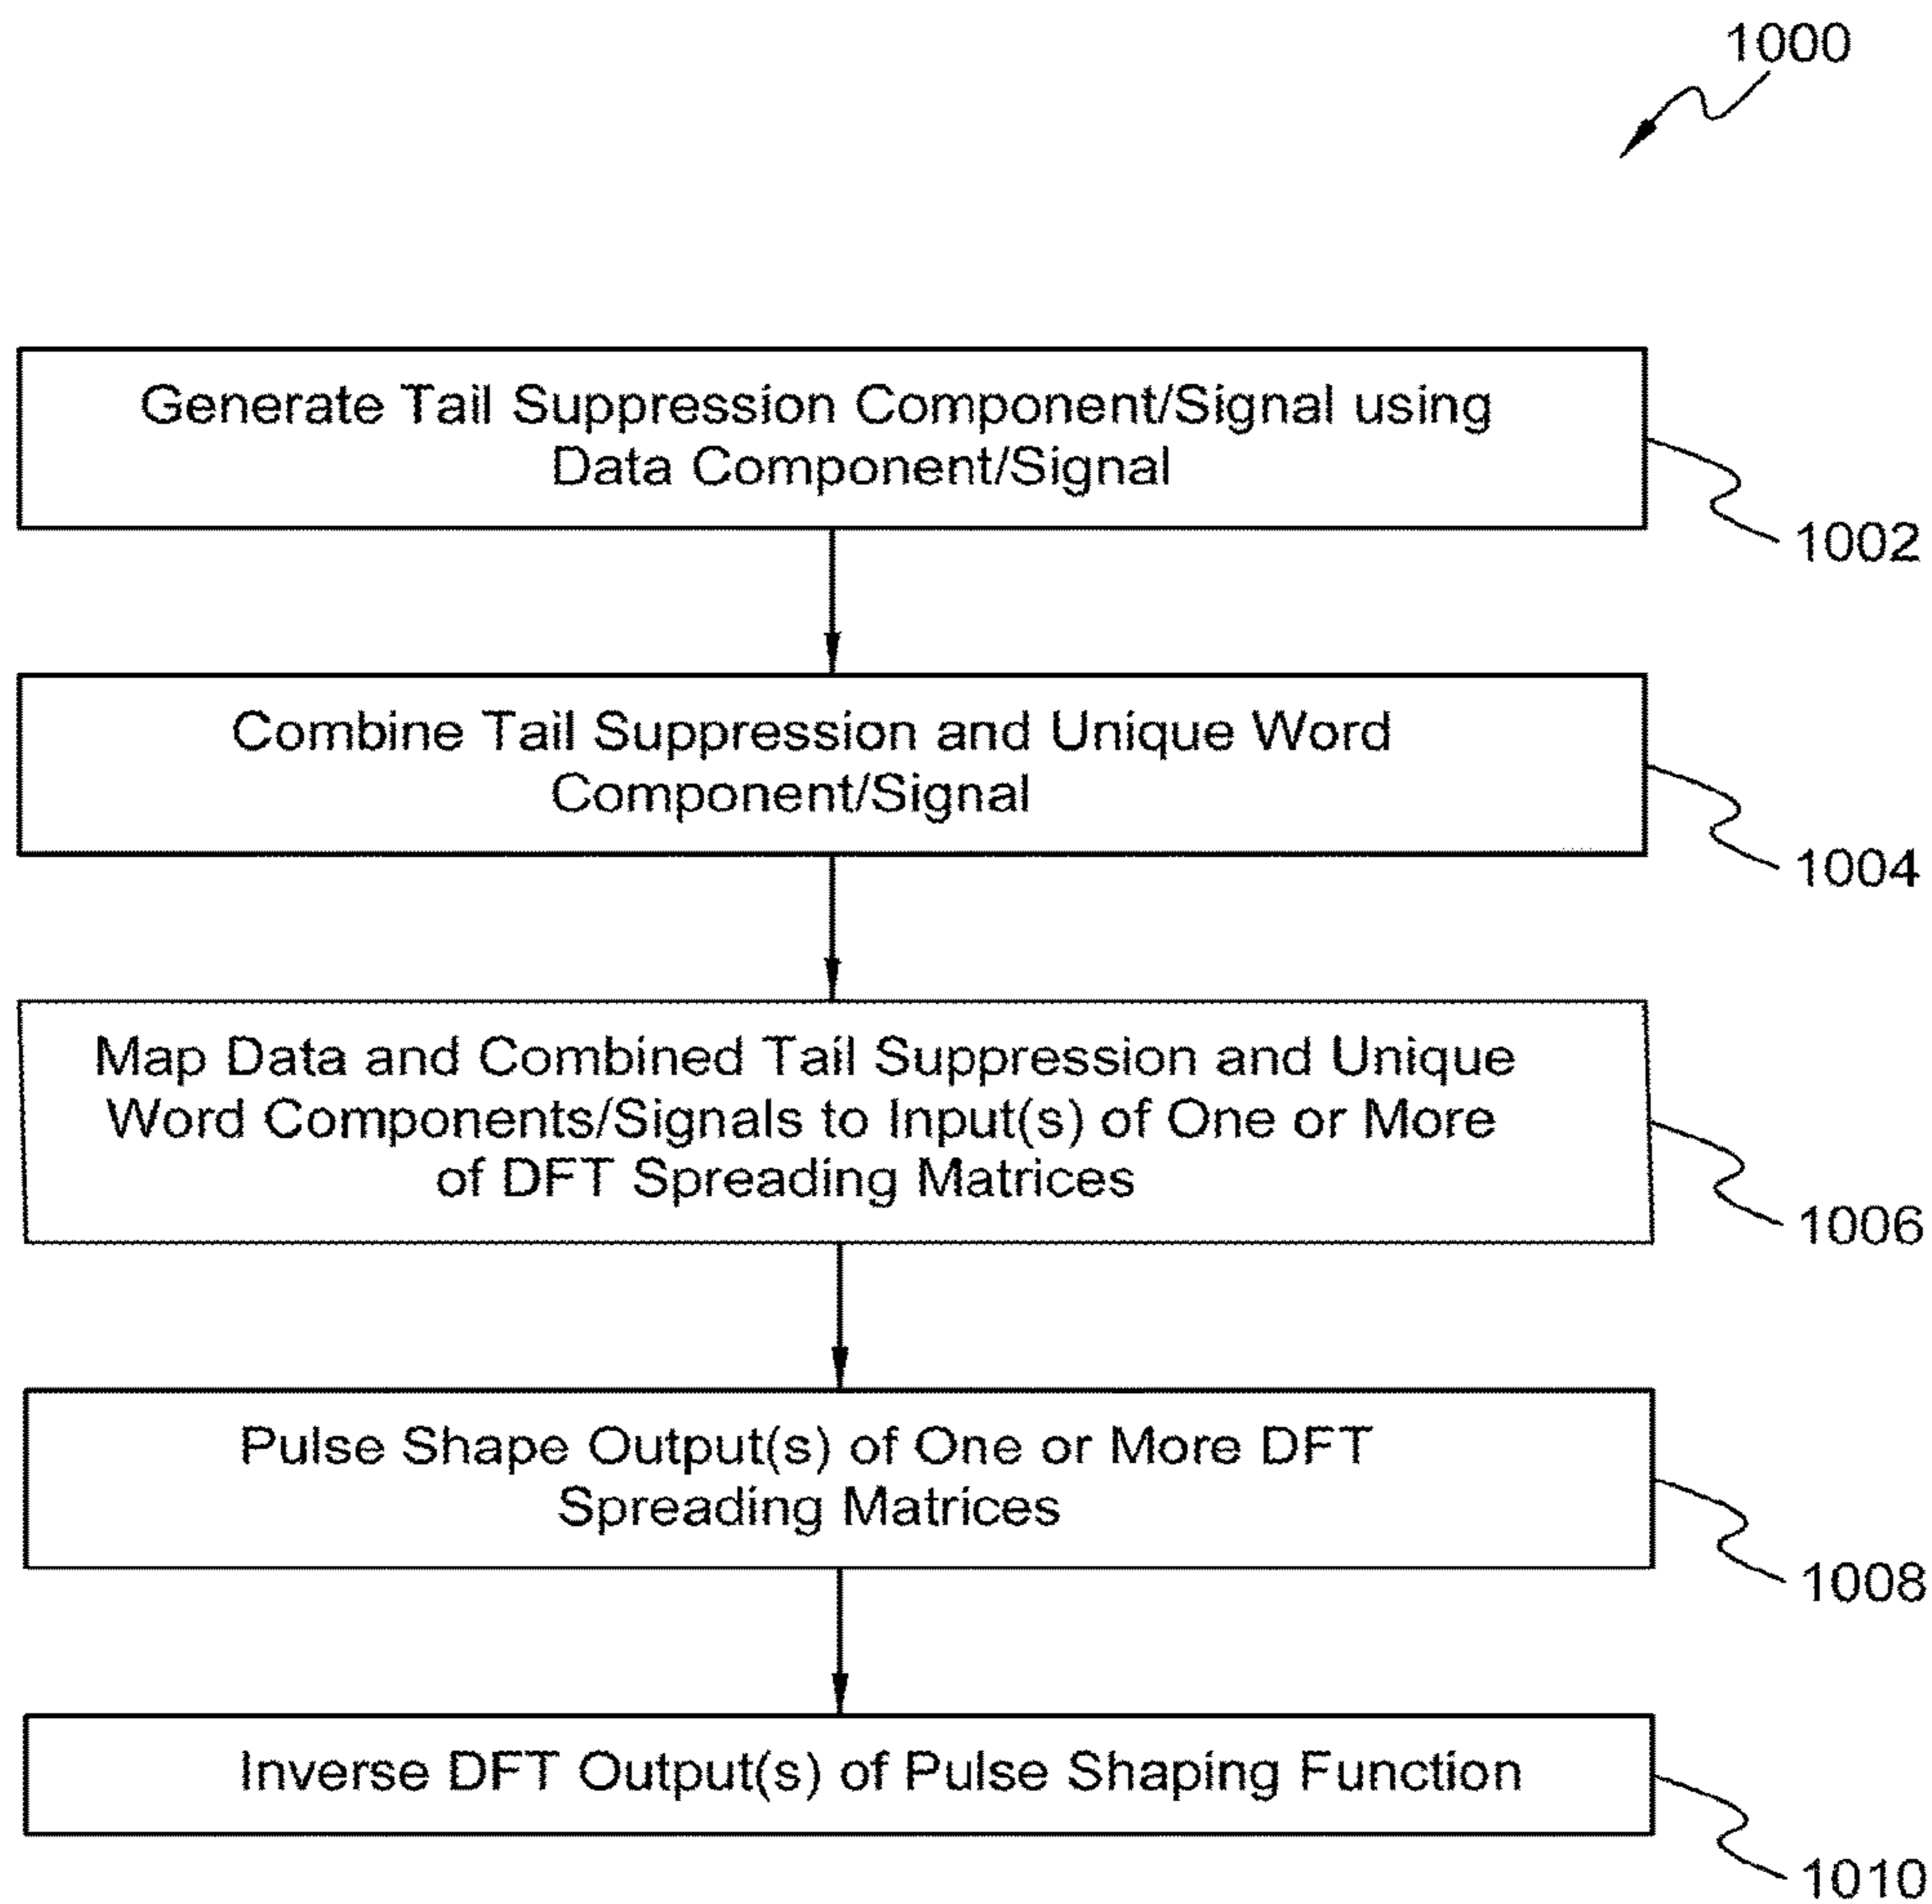 1000
Generate Tail Suppression Component/Signal using
Data Component/Signal
1002
Combine Tail Suppression and Unique Word
Component/Signal
1004
Map Data and Combined Tail Suppression and Unique
Word Components/Signals to Input(s) of One or More
of DFT Spreading Matrices
1006
Pulse Shape Output(s) of One or More DFT
Spreading Matrices
1008
Inverse DFT Output(s) of Pulse Shaping Function
1010